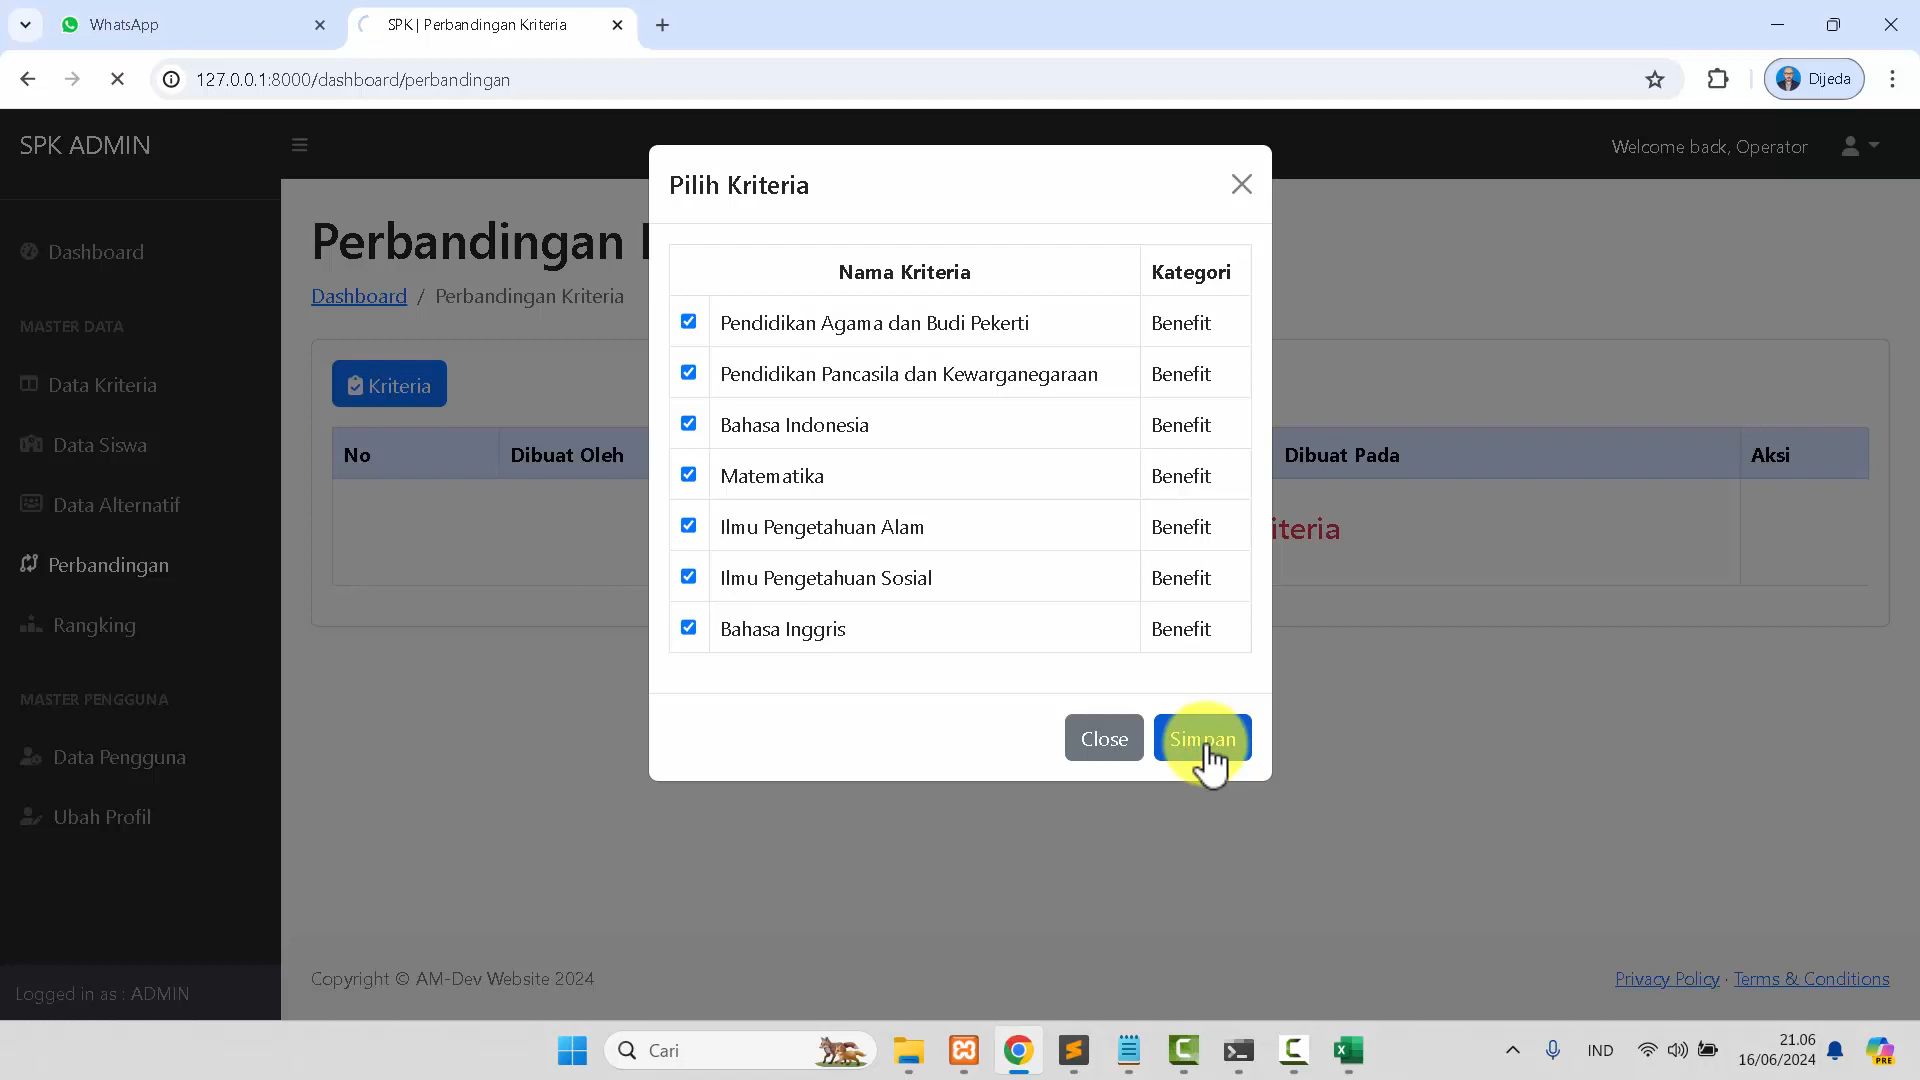 WhatsApp
SPK | Perbandingan Kriteria
127.0.0.1:8000/dashboard/perbandingan
Dijeda
SPK ADMIN
Welcome back, Operator
Dashboard
MASTER DATA
Data Kriteria
Data Siswa
Data Alternatif
Perbandingan
Rangking
MASTER PENGGUNA
Data Pengguna
Ubah Profil
Logged in as : ADMIN
Perbandingan
Dashboard / Perbandingan Kriteria
Kriteria
No Dibuat Oleh Dibuat Pada Aksi
iteria
Pilih Kriteria
Nama Kriteria Kategori
Pendidikan Agama dan Budi Pekerti Benefit
Pendidikan Pancasila dan Kewarganegaraan Benefit
Bahasa Indonesia Benefit
Matematika Benefit
Ilmu Pengetahuan Alam Benefit
Ilmu Pengetahuan Sosial Benefit
Bahasa Inggris Benefit
Close Simpan
Copyright © AM-Dev Website 2024
Privacy Policy · Terms & Conditions
Cari
IND
21.06
16/06/2024
PRE